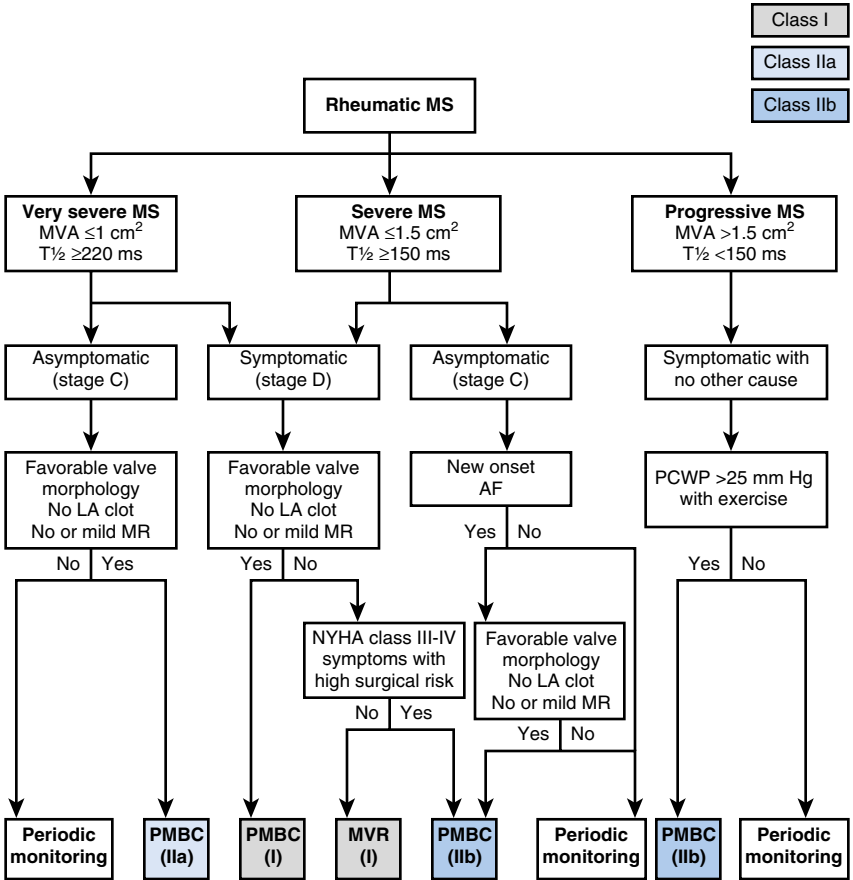 Class I
Class IIa
Class IIb
Rheumatic MS
Very severe MS
MVA ≤1 cm²
T½ ≥220 ms
Severe MS
MVA ≤1.5 cm²
T½ ≥150 ms
Progressive MS
MVA >1.5 cm²
T½ <150 ms
Asymptomatic
(stage C)
Symptomatic
(stage D)
Asymptomatic
(stage C)
Symptomatic with
no other cause
Favorable valve
morphology
No LA clot
No or mild MR
Favorable valve
morphology
No LA clot
No or mild MR
New onset
AF
PCWP >25 mm Hg
with exercise
No Yes
Yes No
Yes No
Yes No
NYHA class III-IV
symptoms with
high surgical risk
Favorable valve
morphology
No LA clot
No or mild MR
No Yes
Yes No
Periodic
monitoring
PMBC
(IIa)
PMBC
(I)
MVR
(I)
PMBC
(IIb)
Periodic
monitoring
PMBC
(IIb)
Periodic
monitoring